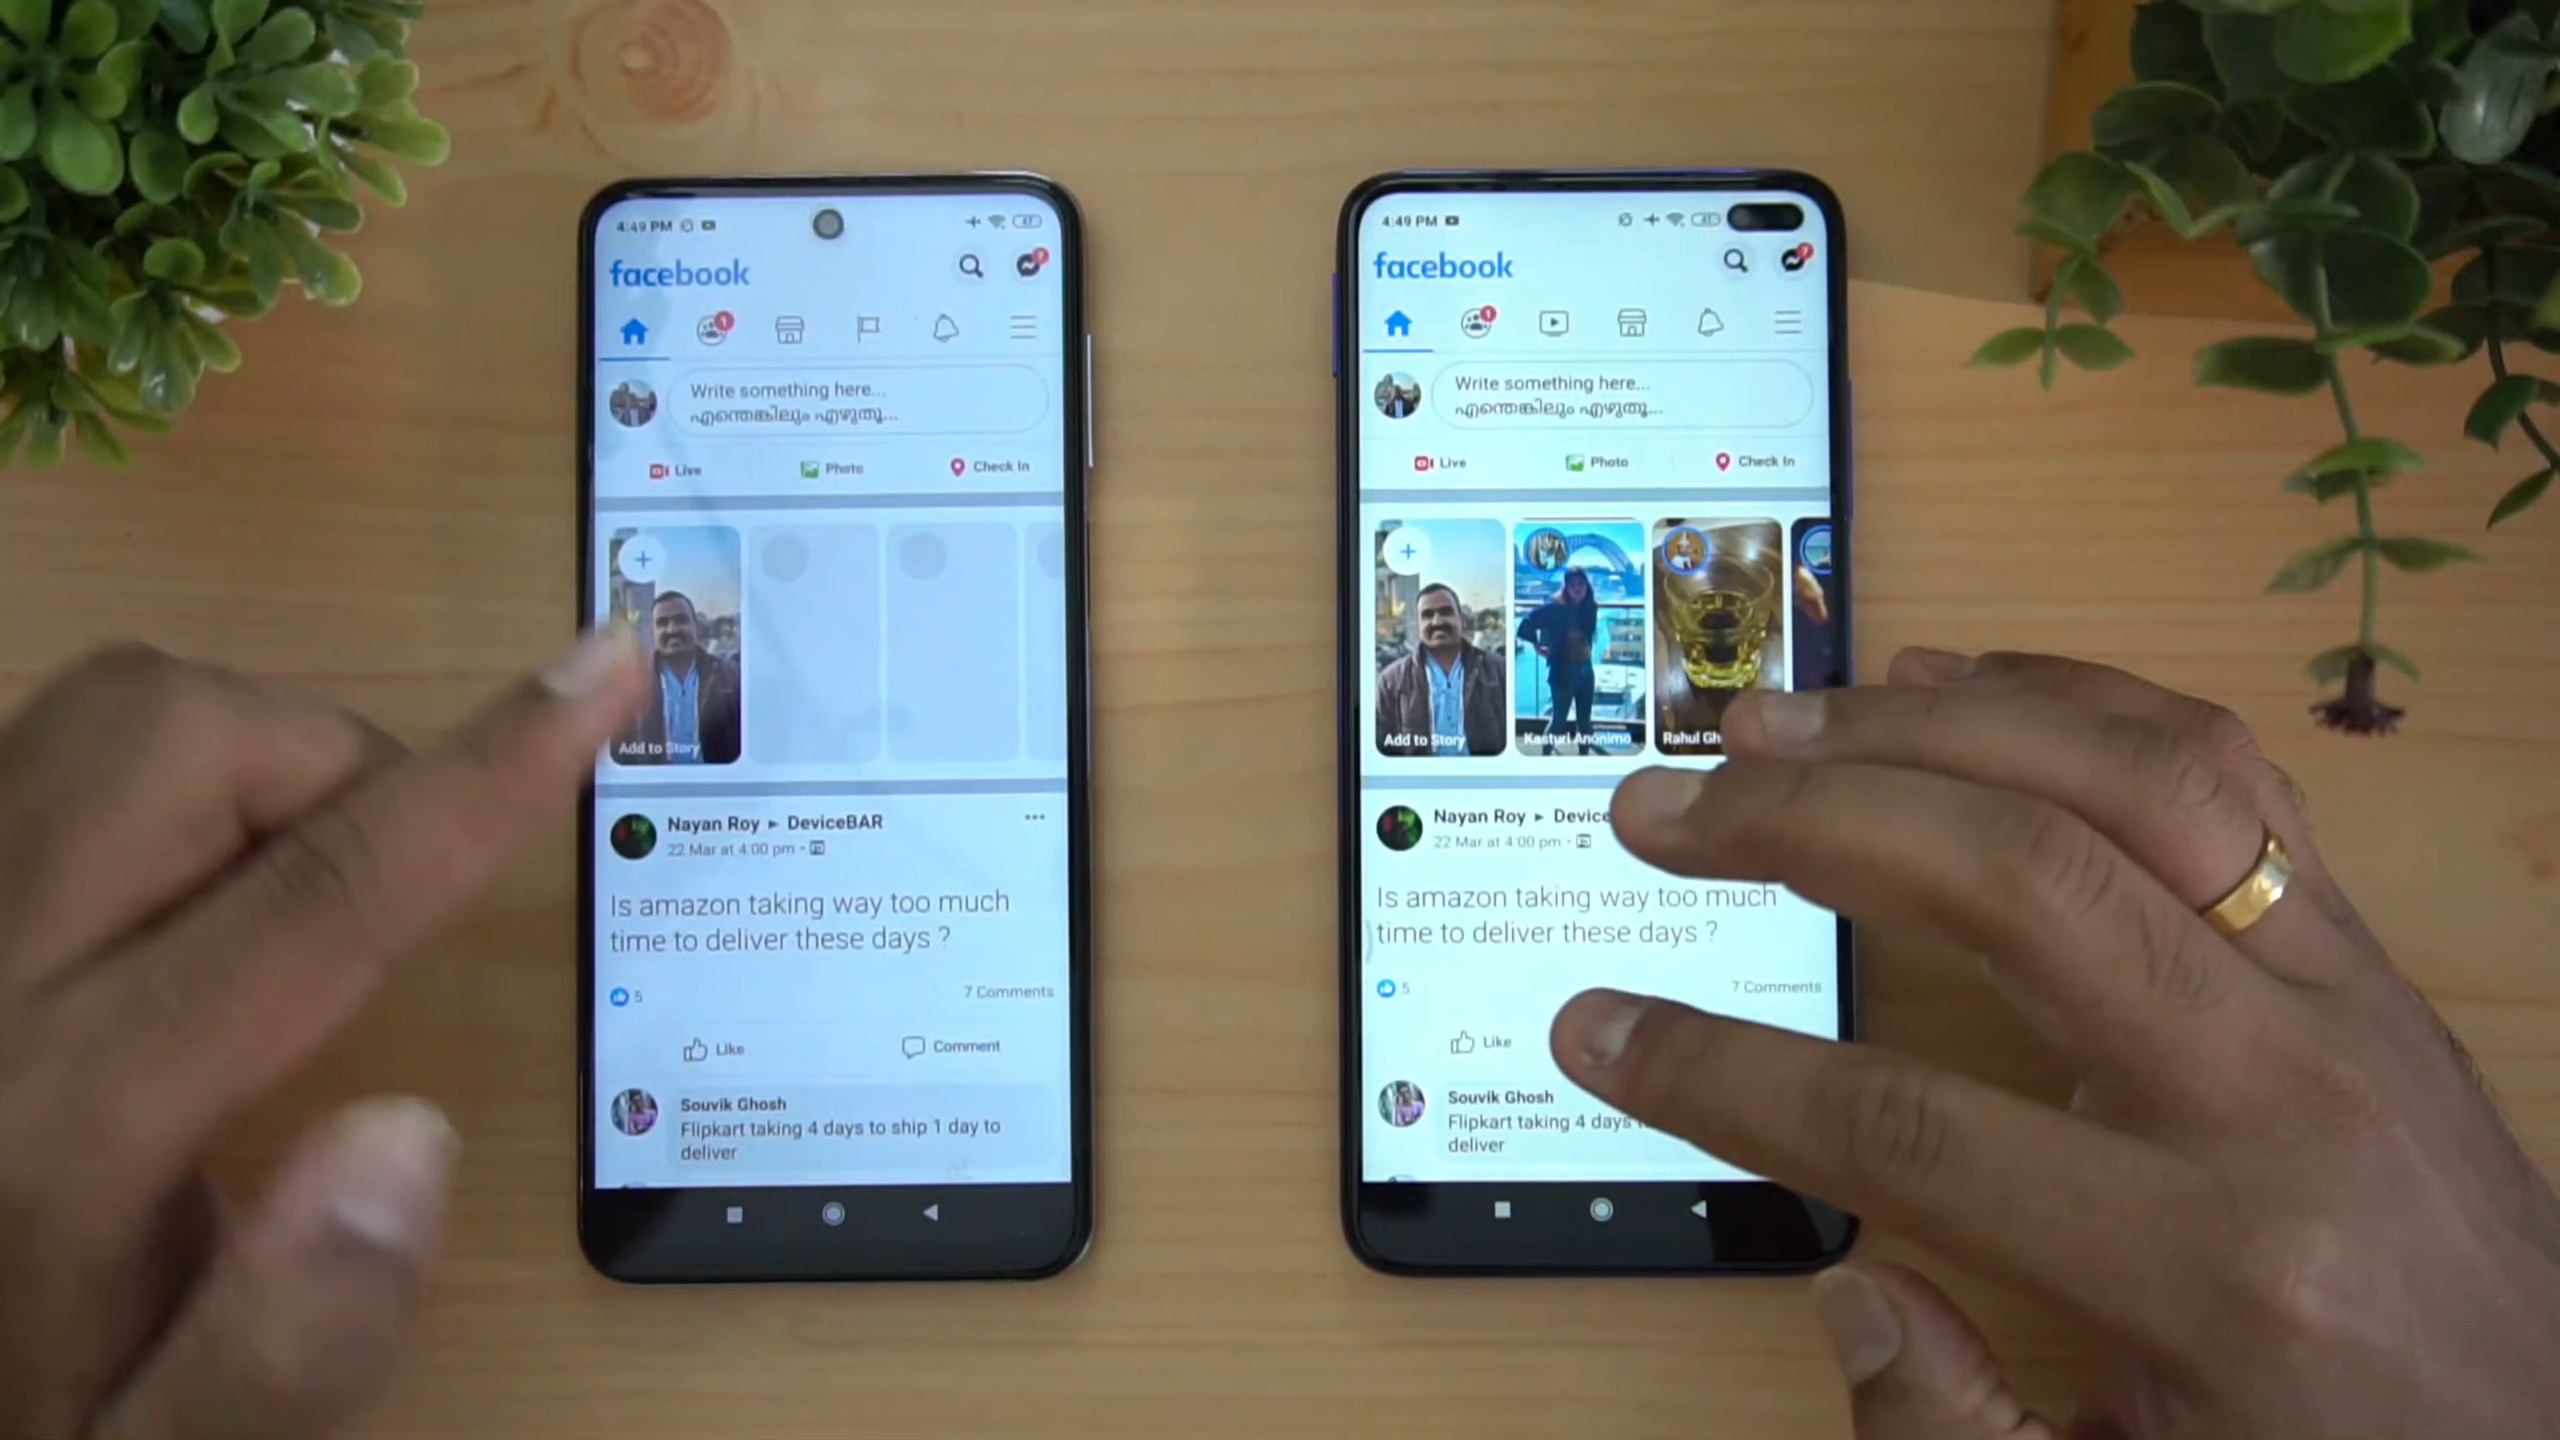 4:49 PM
47
facebook
7
1
Write something here...
എന്തെങ്കിലും എഴുതൂ...
Live
Photo
Check In
Add to Story
Nayan Roy ▸ DeviceBAR
22 Mar at 4:00 pm ·
Is amazon taking way too much
time to deliver these days ?
5
7 Comments
Like
Comment
Souvik Ghosh
Flipkart taking 4 days to ship 1 day to
deliver
4:49 PM
facebook
7
1
Write something here...
എന്തെങ്കിലും എഴുതൂ...
Live
Photo
Check In
Add to Story
Kasturi Anonimo
Rahul Gh
Nayan Roy ▸ Device
22 Mar at 4:00 pm ·
Is amazon taking way too much
time to deliver these days ?
5
7 Comments
Like
Souvik Ghosh
Flipkart taking 4 days
deliver